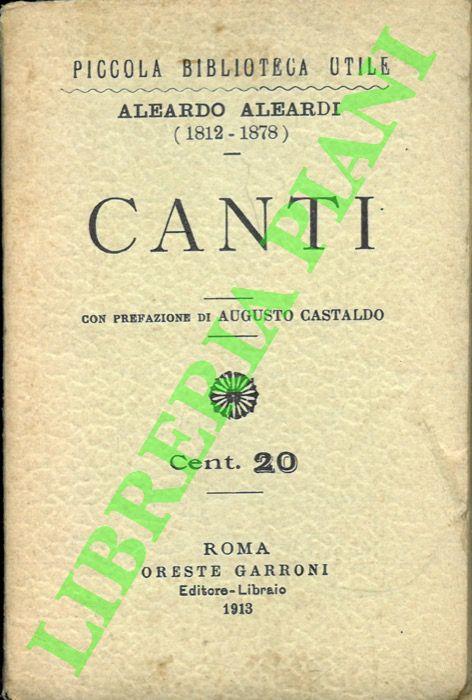 PICCOLA BIBLIOTECA UTILE
ALEARDO ALEARDI
(1812-1878)
CANTI
CON PREFAZIONE DI AUGUSTO CASTALDO
Cent. 20
ROMA
ORESTE GARRONI
Editore-Libraio
1913
LIBRERIA PIANI